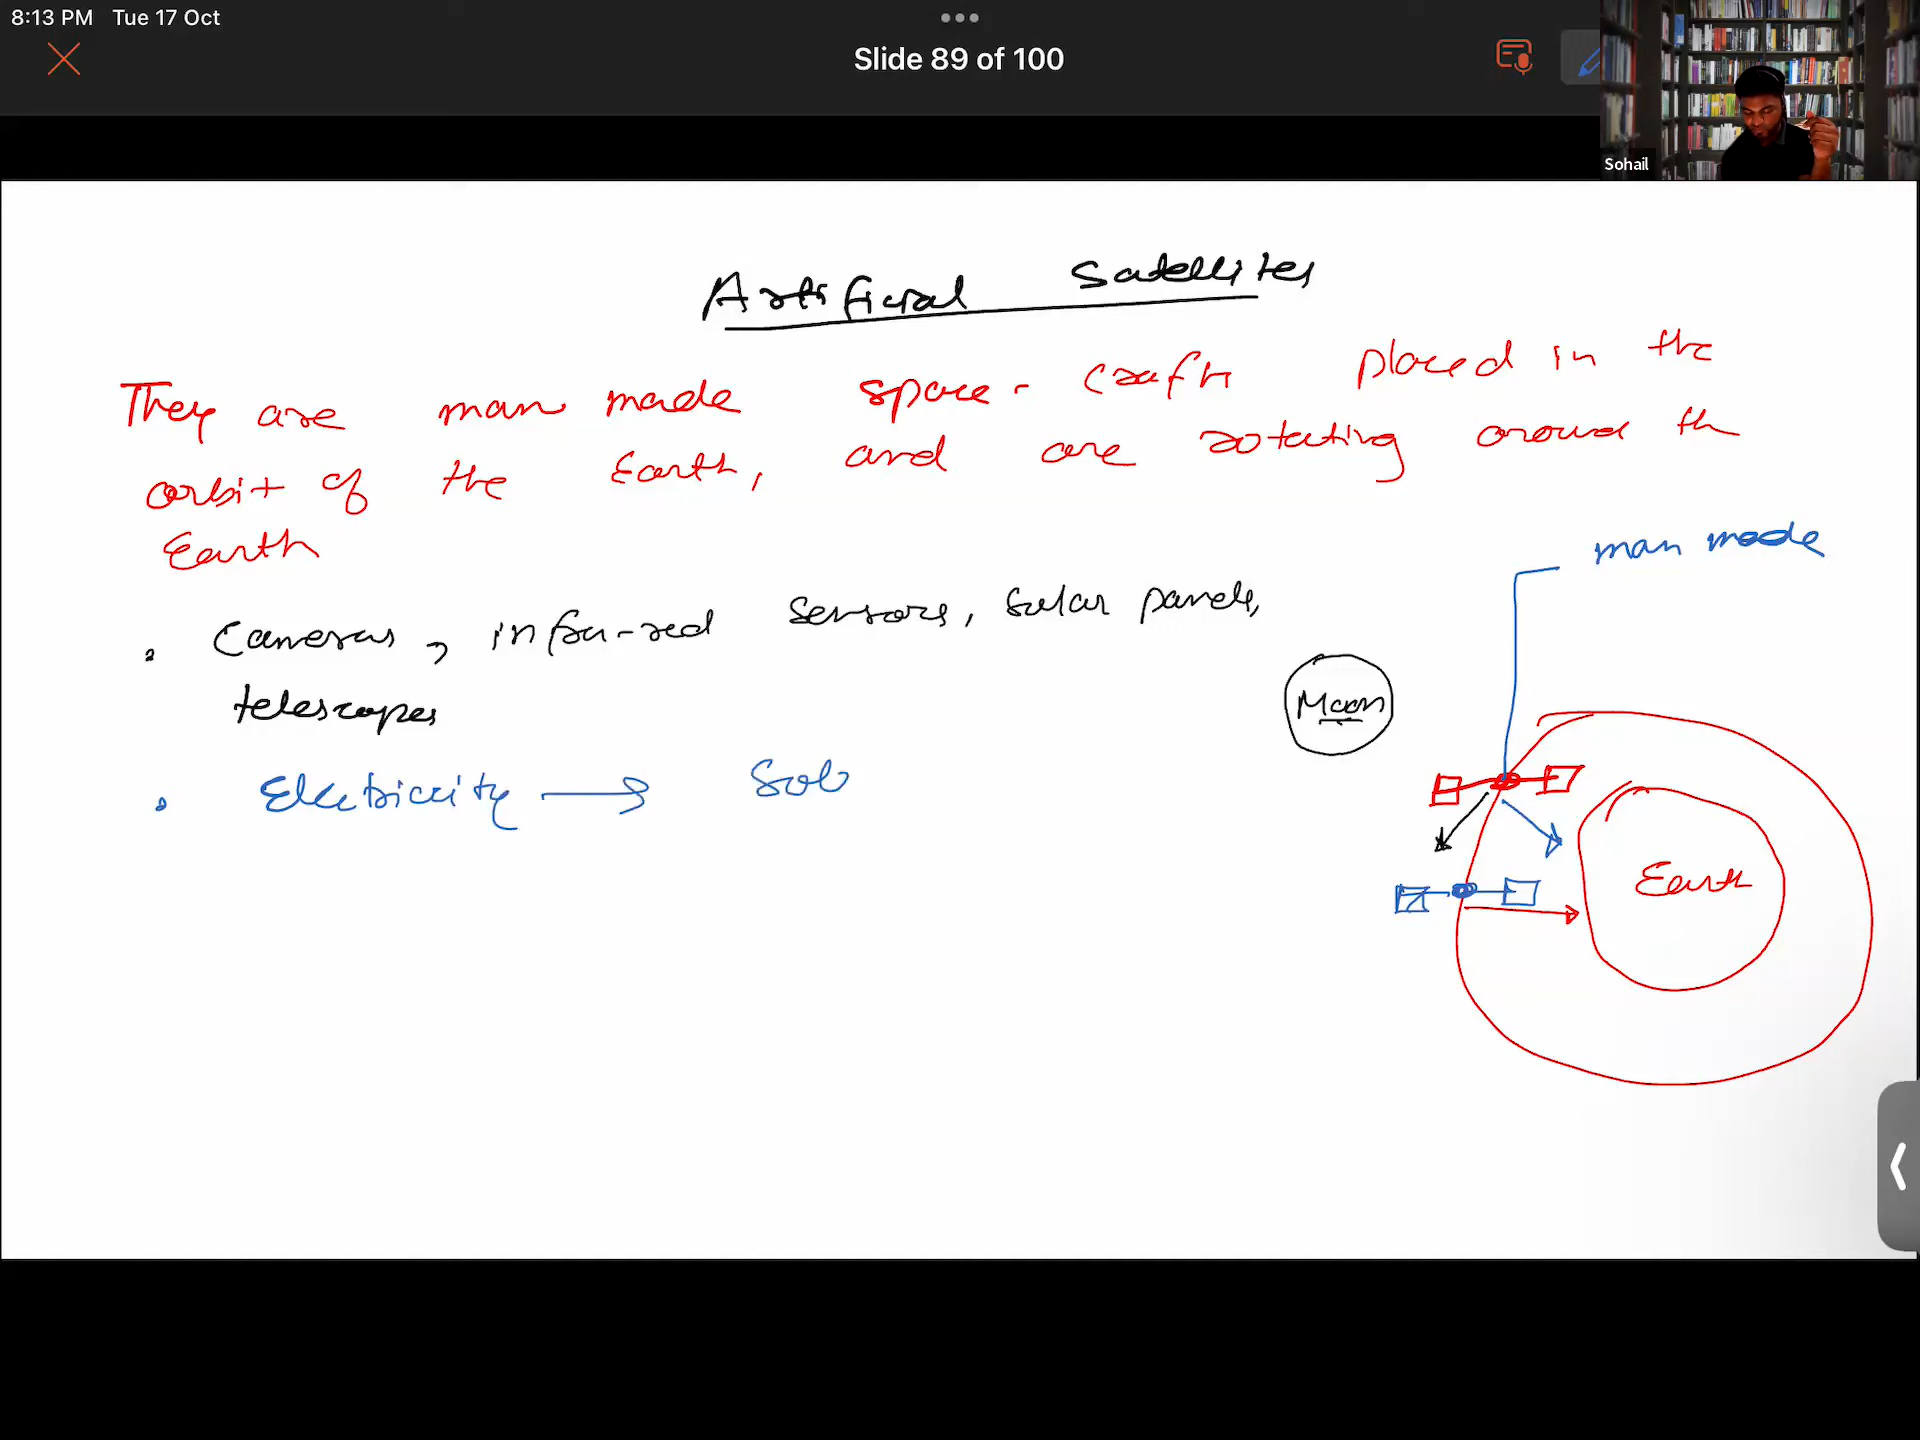 8:13 PM Tue 17 Oct
Slide 89 of 100
Sohail
Artificial Satellites
They are man made space-crafts placed in the
orbit of the Earth, and are rotating around the
Earth
man made
• Cameras, infra-red sensors, solar panels,
telescopes
Moon
• Electricity → Sol
Earth